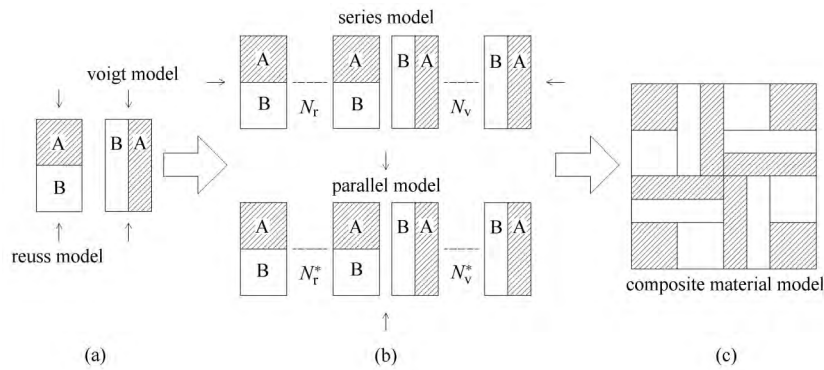 series model
voigt model
A
B
B A
reuss model
A
B
N_r
A
B
B A
N_v
B A
parallel model
A
B
N_r^*
A
B
B A
N_v^*
B A
composite material model
(a)
(b)
(c)